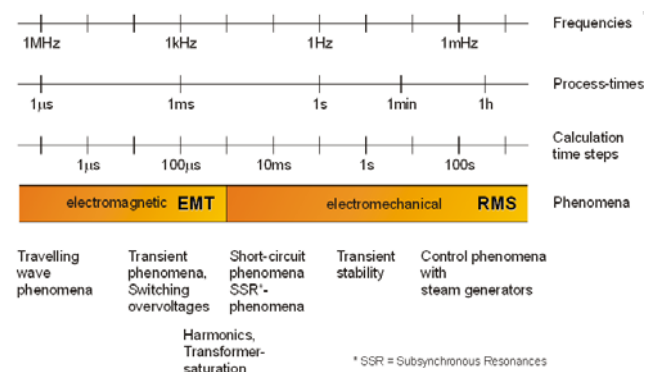 Frequencies
1MHz 1kHz 1Hz 1mHz
Process-times
1µs 1ms 1s 1min 1h
Calculation
time steps
1µs 100µs 10ms 1s 100s
electromagnetic EMT electromechanical RMS Phenomena
Travelling
wave
phenomena
Transient
phenomena,
Switching
overvoltages
Short-circuit
phenomena
SSR*-
phenomena
Transient
stability
Control phenomena
with
steam generators
Harmonics,
Transformer-
saturation
* SSR = Subsynchronous Resonances